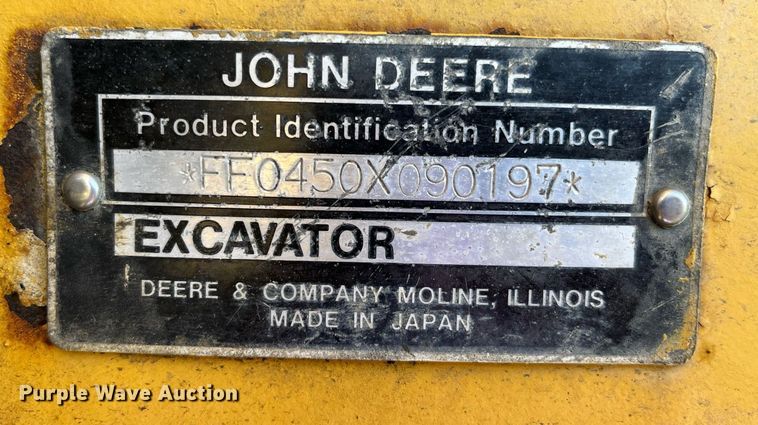 JOHN DEERE
Product Identification Number
*FF0450X090197*
EXCAVATOR
DEERE & COMPANY MOLINE, ILLINOIS
MADE IN JAPAN
Purple Wave Auction